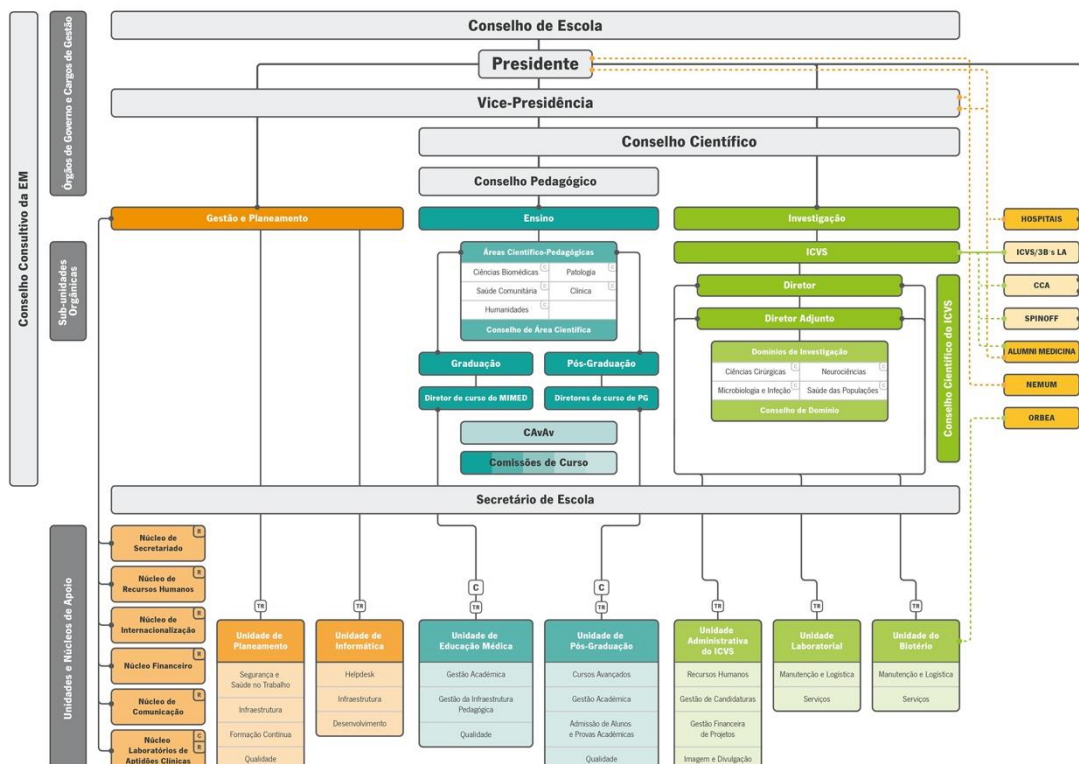 Conselho Consultivo da EM
Órgãos de Governo e Cargos de Gestão
Sub-unidades
Orgânicas
Unidades e Núcleos de Apoio
Conselho de Escola
Presidente
Vice-Presidência
Conselho Científico
Conselho Pedagógico
Gestão e Planeamento
Ensino
Investigação
Áreas Científico-Pedagógicas
Ciências Biomédicas
C
Patologia
C
Saúde Comunitária
C
Clínica
C
Humanidades
C
Conselho de Área Científica
Graduação
Pós-Graduação
Diretor de curso do MIMED
Diretores de curso de PG
CAvAv
Comissões de Curso
ICVS
Diretor
Diretor Adjunto
Domínios de Investigação
Ciências Cirúrgicas
C
Neurociências
C
Microbiologia e Infeção
C
Saúde das Populações
C
Conselho de Domínio
Conselho Científico do ICVS
HOSPITAIS
ICVS/3B's LA
CCA
SPINOFF
ALUMNI MEDICINA
NEMUM
ORBEA
Secretário de Escola
Núcleo de
Secretariado
R
Núcleo de
Recursos Humanos
R
Núcleo de
Internacionalização
R
Núcleo Financeiro
R
Núcleo de
Comunicação
R
Núcleo
Laboratórios de
Aptidões Clínicas
C
R
TR
Unidade de
Planeamento
Segurança e
Saúde no Trabalho
Infraestrutura
Formação Contínua
Qualidade
TR
Unidade de
Informática
Helpdesk
Infraestrutura
Desenvolvimento
C
TR
Unidade de
Educação Médica
Gestão Académica
Gestão da Infraestrutura
Pedagógica
Qualidade
C
TR
Unidade de
Pós-Graduação
Cursos Avançados
Gestão Académica
Admissão de Alunos
e Provas Académicas
Qualidade
TR
Unidade
Administrativa
do ICVS
Recursos Humanos
Gestão de Candidaturas
Gestão Financeira
de Projetos
Imagem e Divulgação
TR
Unidade
Laboratorial
Manutenção e Logística
Serviços
TR
Unidade do
Biotério
Manutenção e Logística
Serviços